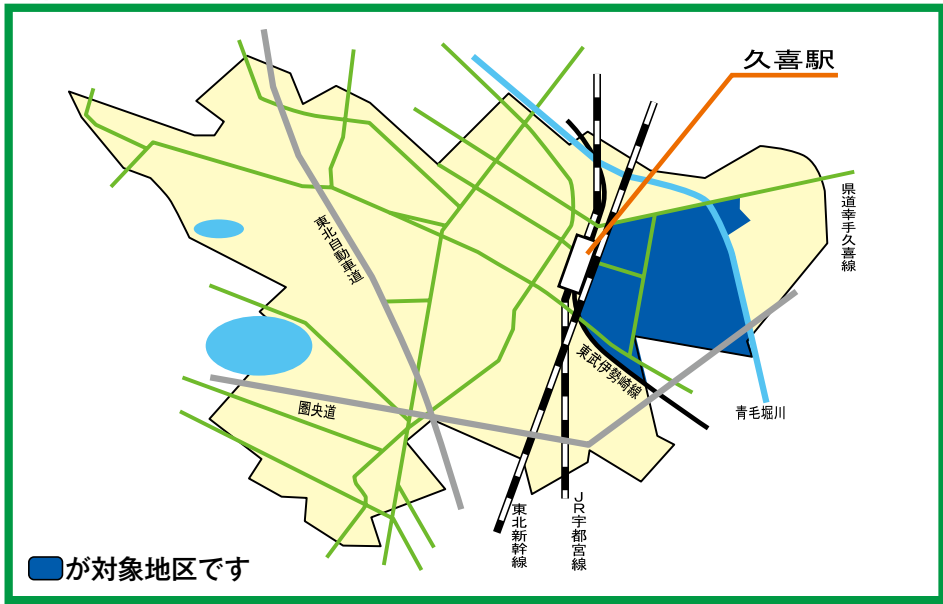 久喜駅
県道幸手久喜線
東北自動車道
東武伊勢崎線
圏央道
青毛堀川
東北新幹線
JR宇都宮線
が対象地区です